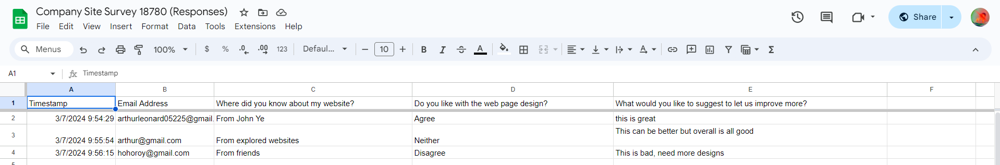 Company Site Survey 18780 (Responses)
File Edit View Insert Format Data Tools Extensions Help
Share
Menus 100% $ % .0 .00 123 Defaul... 10 B I A
A1 Timestamp
A B C D E F
1 Timestamp Email Address Where did you know about my website? Do you like with the web page design? What would you like to suggest to let us improve more?
2 3/7/2024 9:54:29 arthurleonard05225@gmail. From John Ye Agree this is great
3 3/7/2024 9:55:54 arthur@gmail.com From explored websites Neither This can be better but overall is all good
4 3/7/2024 9:56:15 hohoroy@gmail.com From friends Disagree This is bad, need more designs
5